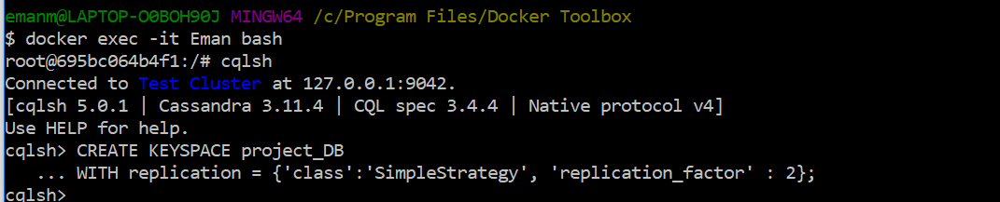 emanm@LAPTOP-O0BOH90J MINGW64 /c/Program Files/Docker Toolbox
$ docker exec -it Eman bash
root@695bc064b4f1:/# cqlsh
Connected to Test Cluster at 127.0.0.1:9042.
[cqlsh 5.0.1 | Cassandra 3.11.4 | CQL spec 3.4.4 | Native protocol v4]
Use HELP for help.
cqlsh> CREATE KEYSPACE project_DB
   ... WITH replication = {'class':'SimpleStrategy', 'replication_factor' : 2};
cqlsh>